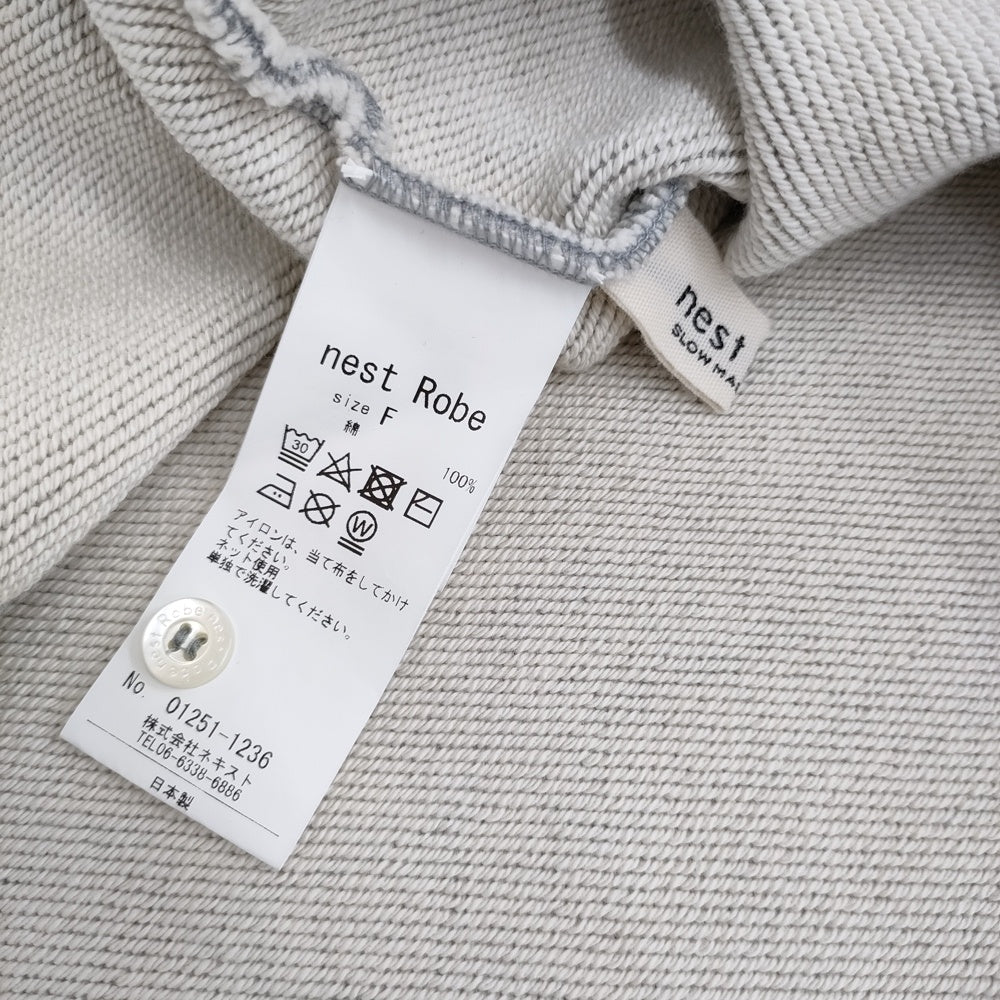 nest Robe
size F
綿 100%
30
W
アイロンは、当て布をしてかけ
てください。
ネット使用
単独で洗濯してください。
No. 01251-1236
株式会社ネキスト
TEL06-6338-6886
日本製
nest
SLOW MA